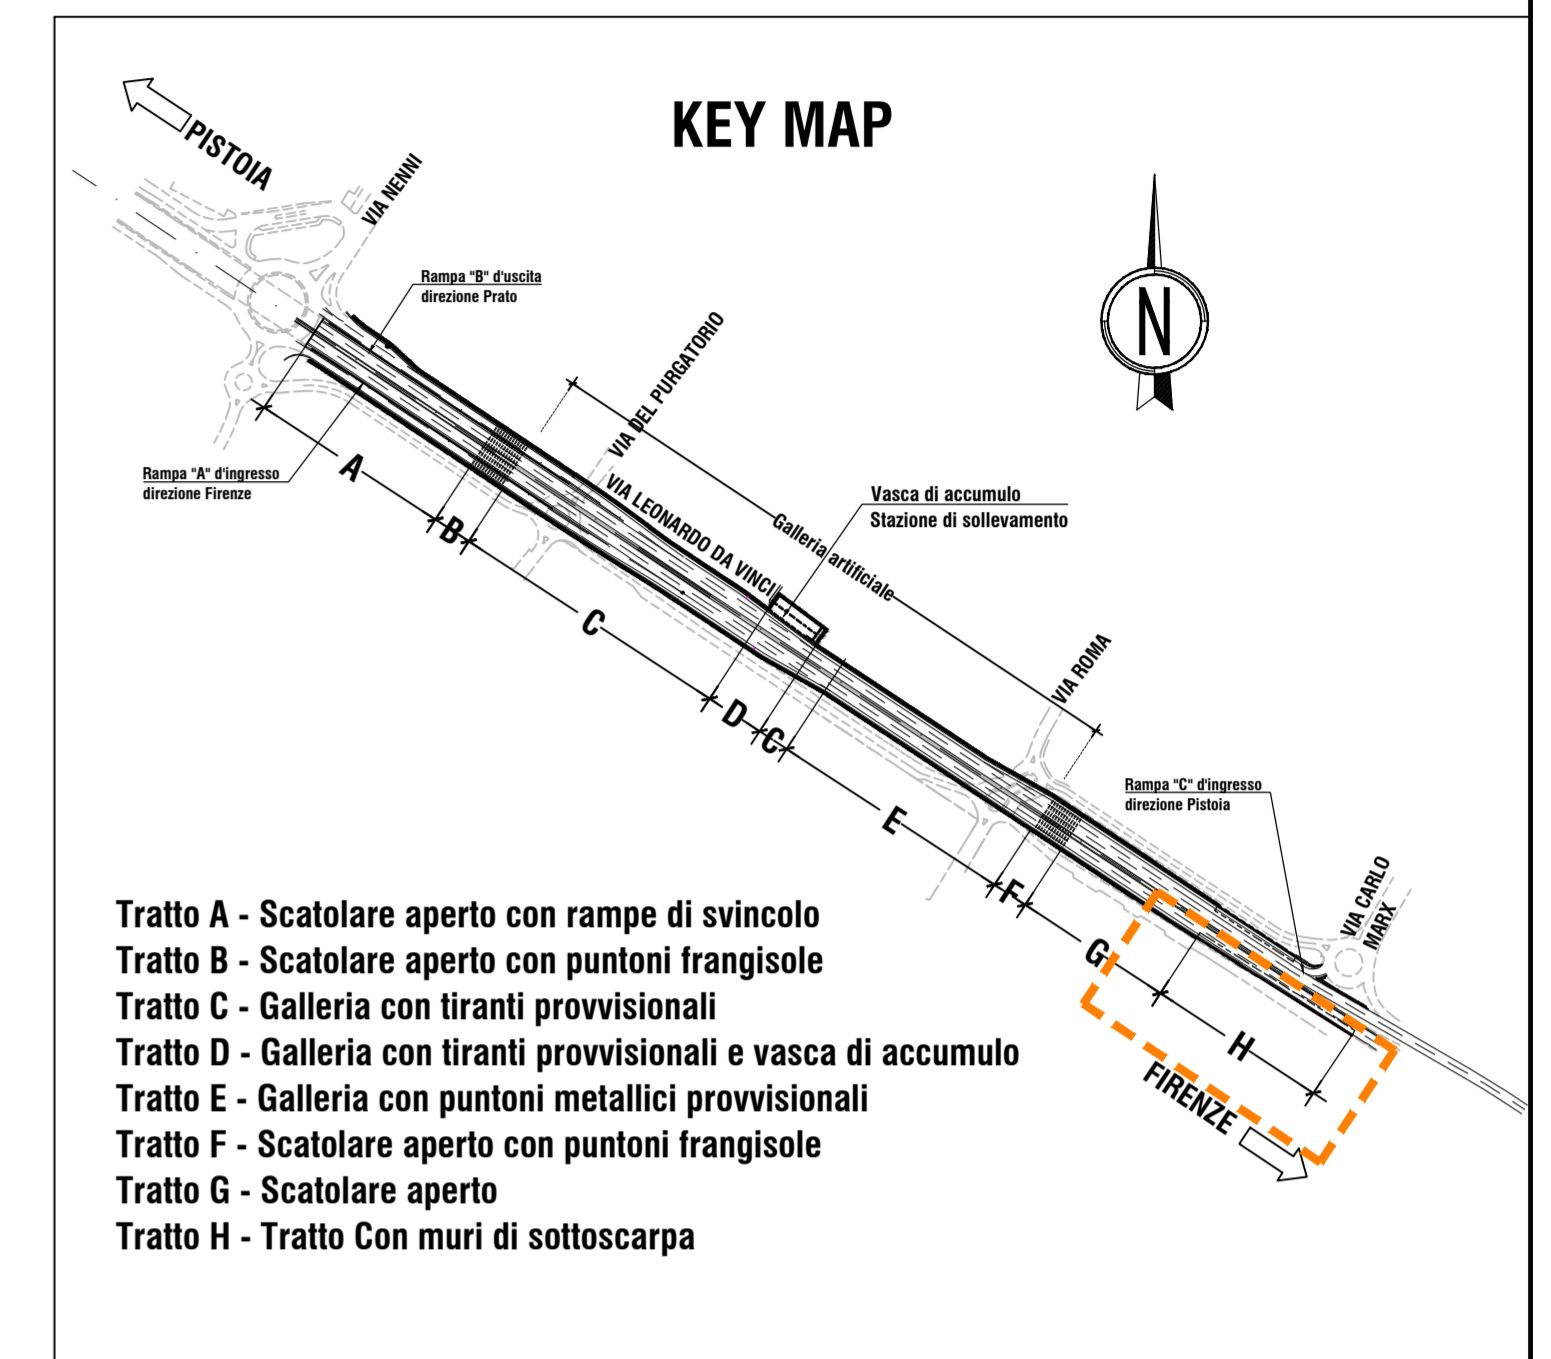 KEY MAP
PISTOIA
VIA NENNI
Rampa "B" d'uscita
direzione Prato
N
VIA DEL PURGATORIO
Rampa "A" d'ingresso
direzione Firenze
A
B
VIA LEONARDO DA VINCI
Vasca di accumulo
Stazione di sollevamento
Galleria artificiale
C
D
C
VIA ROMA
E
Rampa "C" d'ingresso
direzione Pistoia
F
VIA CARLO
MARX
G
H
FIRENZE
Tratto A - Scatolare aperto con rampe di svincolo
Tratto B - Scatolare aperto con puntoni frangisole
Tratto C - Galleria con tiranti provvisionali
Tratto D - Galleria con tiranti provvisionali e vasca di accumulo
Tratto E - Galleria con puntoni metallici provvisionali
Tratto F - Scatolare aperto con puntoni frangisole
Tratto G - Scatolare aperto
Tratto H - Tratto Con muri di sottoscarpa